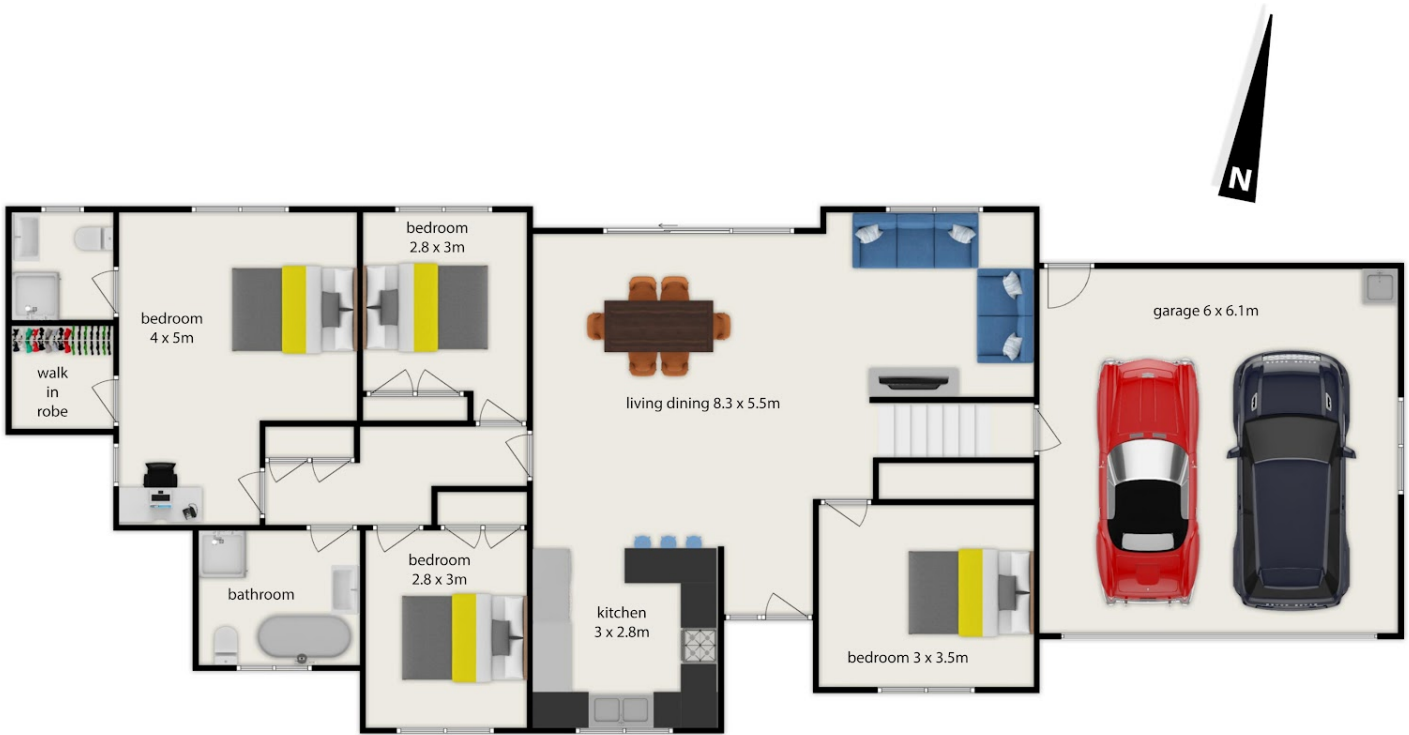 N
bedroom
2.8 x 3m
bedroom
4 x 5m
garage 6 x 6.1m
walk
in
robe
living dining 8.3 x 5.5m
bedroom
2.8 x 3m
bathroom
kitchen
3 x 2.8m
bedroom 3 x 3.5m